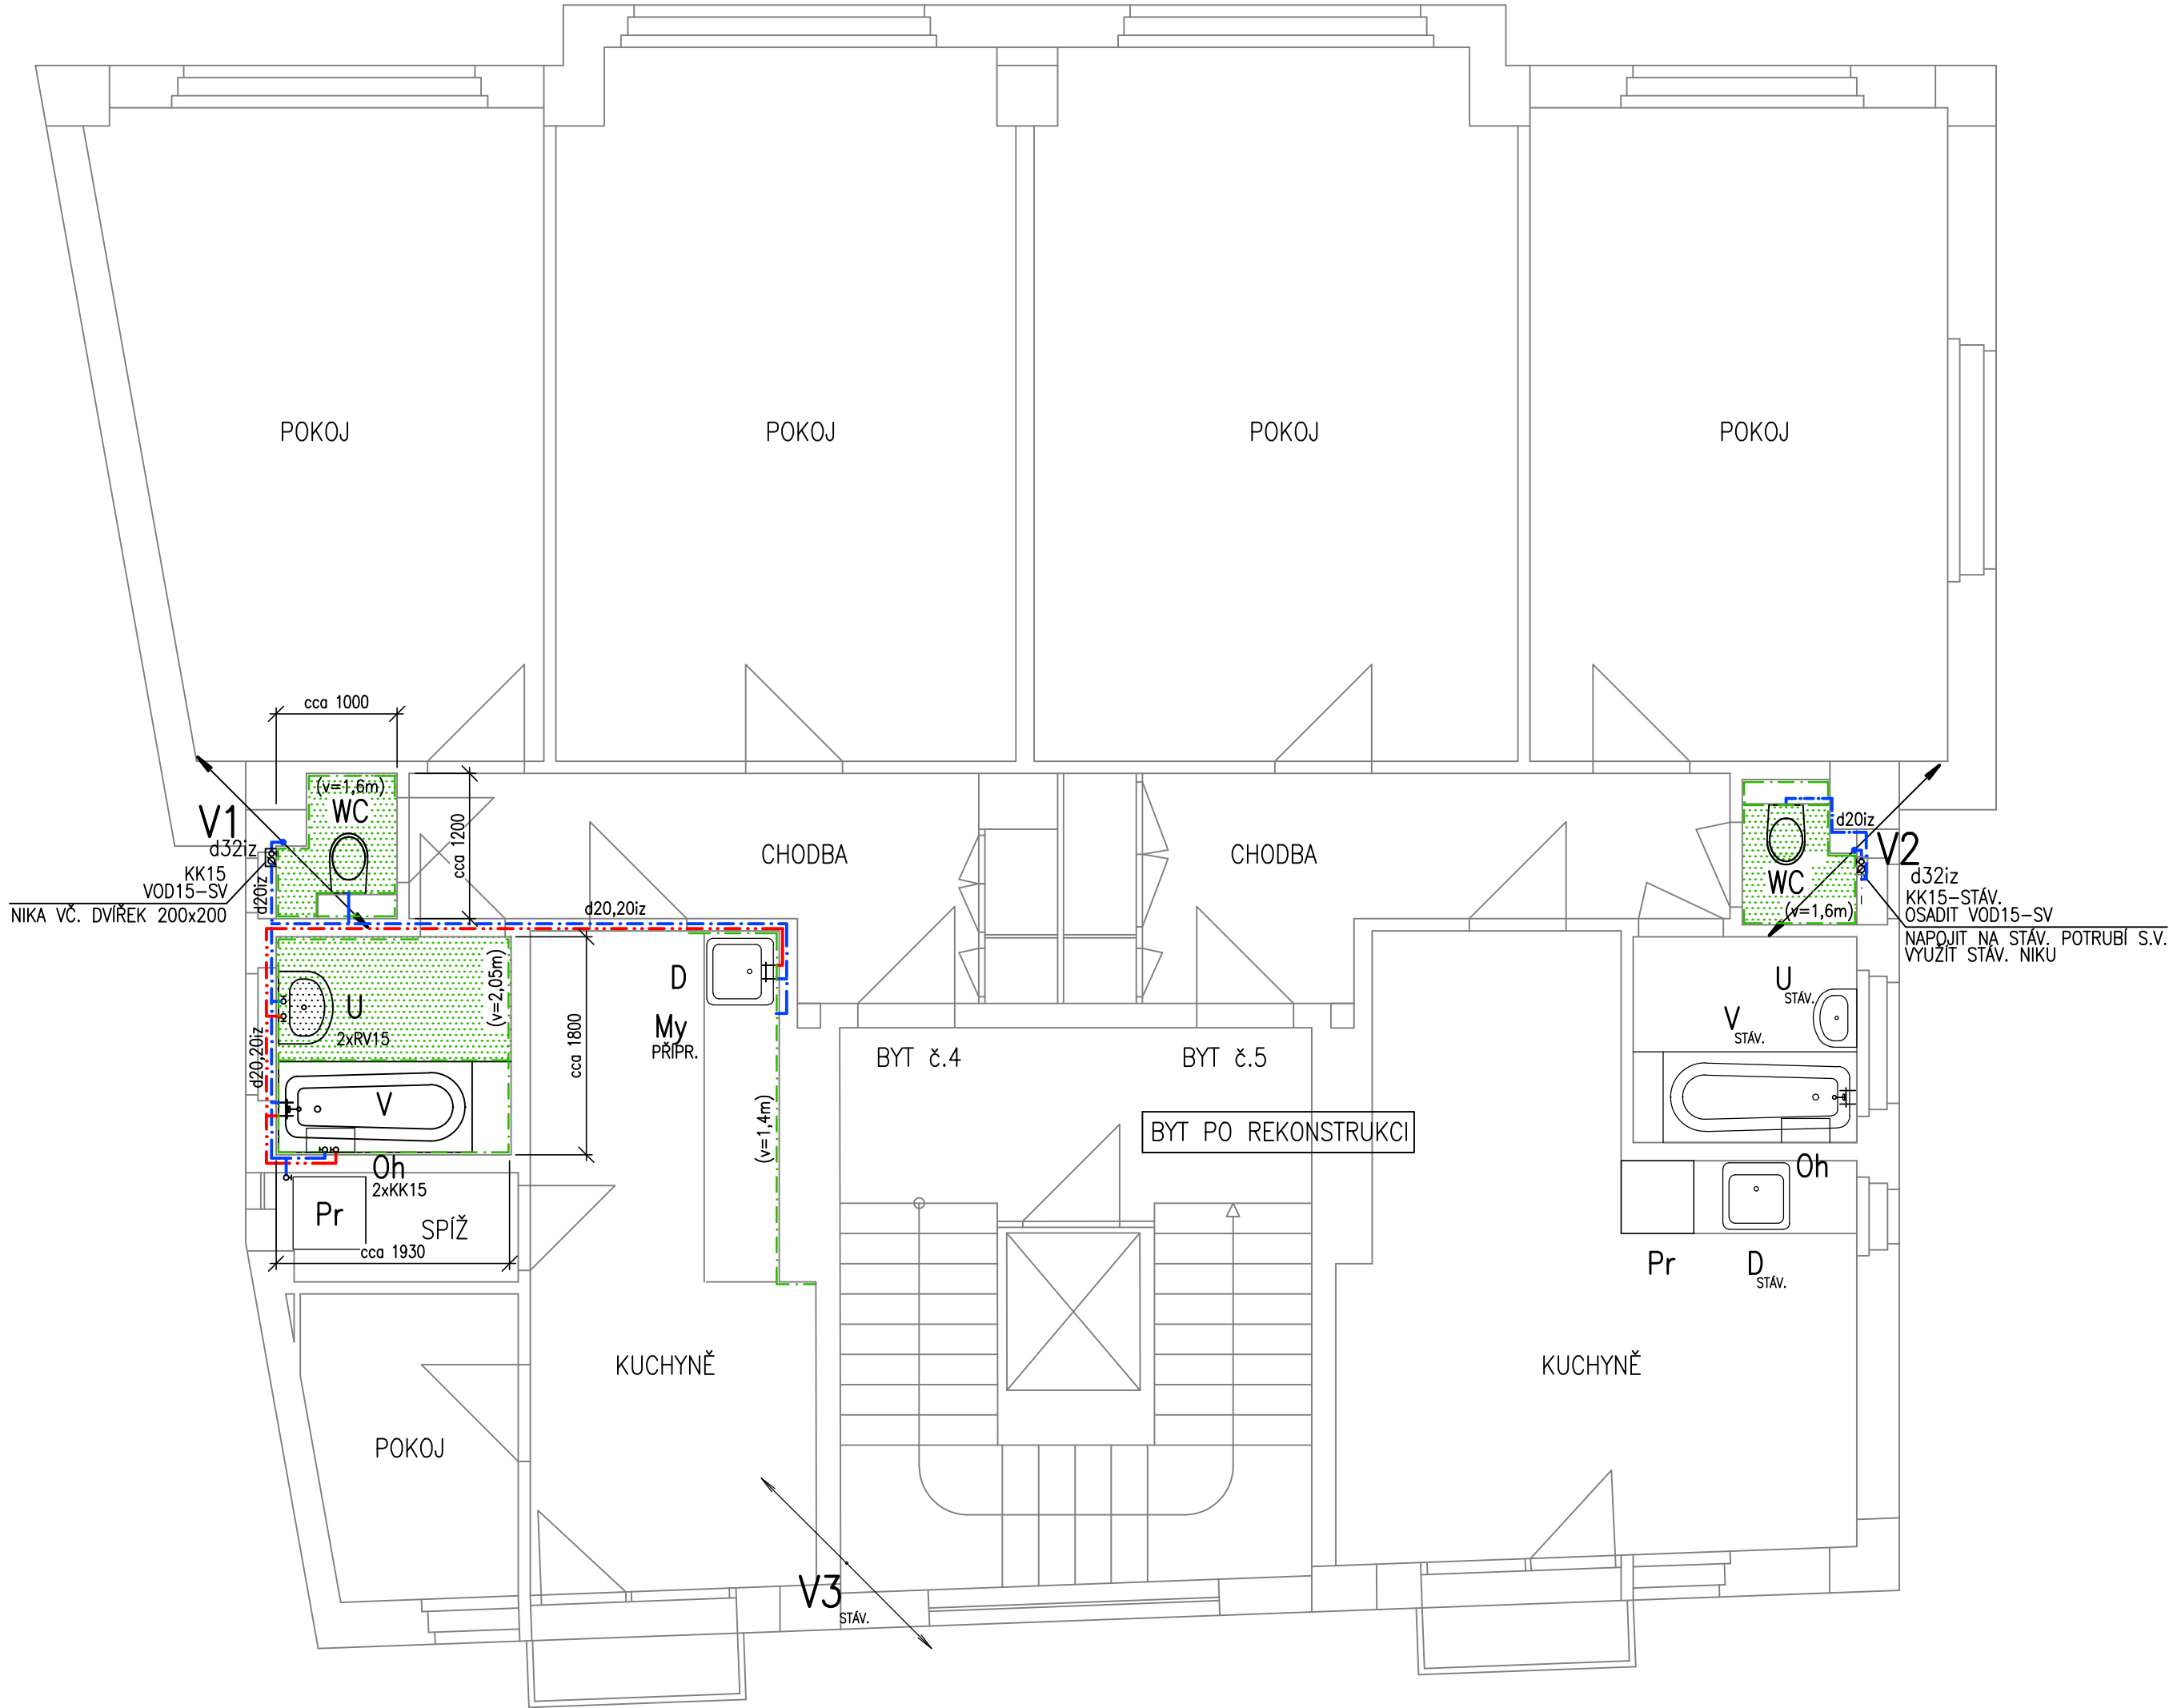 POKOJ
POKOJ
POKOJ
POKOJ
cca 1000
(v=1,6m)
WC
V1
d32iz
KK15
VOD15-SV
NIKA VČ. DVÍŘEK 200x200
d20iz
cca 1200
CHODBA
CHODBA
d20iz
V2
d32iz
WC
(v=1,6m)
KK15-STÁV.
OSADIT VOD15-SV
NAPOJIT NA STÁV. POTRUBÍ S.V.
VYUŽÍT STÁV. NIKU
d20,20iz
(v=2,05m)
U
2xRV15
d20,20iz
V
cca 1800
D
My
PŘÍPR.
(v=1,4m)
BYT č.4
BYT č.5
BYT PO REKONSTRUKCI
U
STÁV.
V
STÁV.
Oh
2xKK15
Pr
SPÍŽ
cca 1930
Oh
Pr
D
STÁV.
KUCHYNĚ
KUCHYNĚ
POKOJ
V3
STÁV.